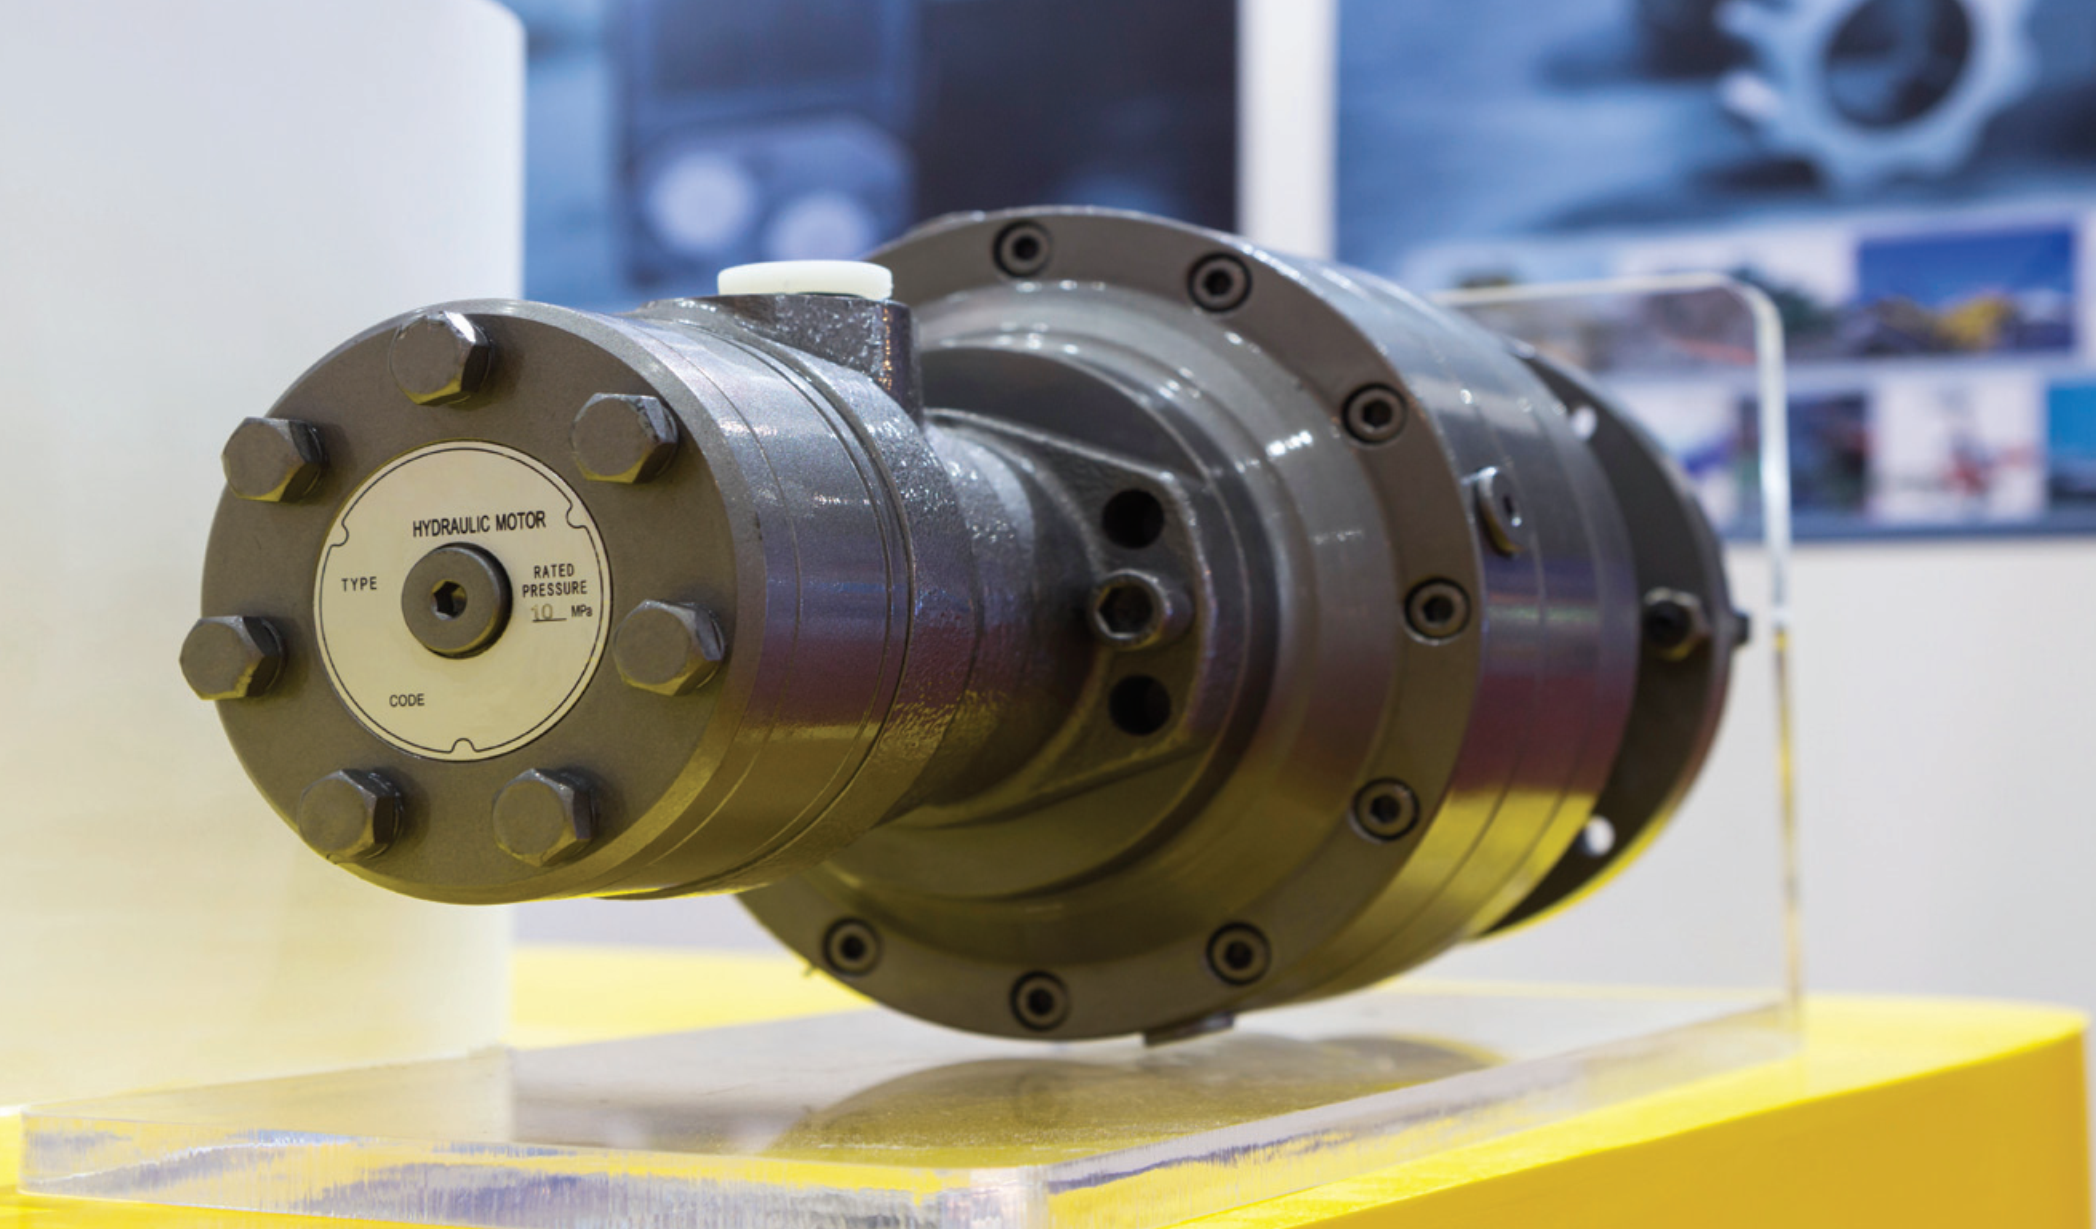 HYDRAULIC MOTOR
TYPE
RATED
PRESSURE
10 MPa
CODE